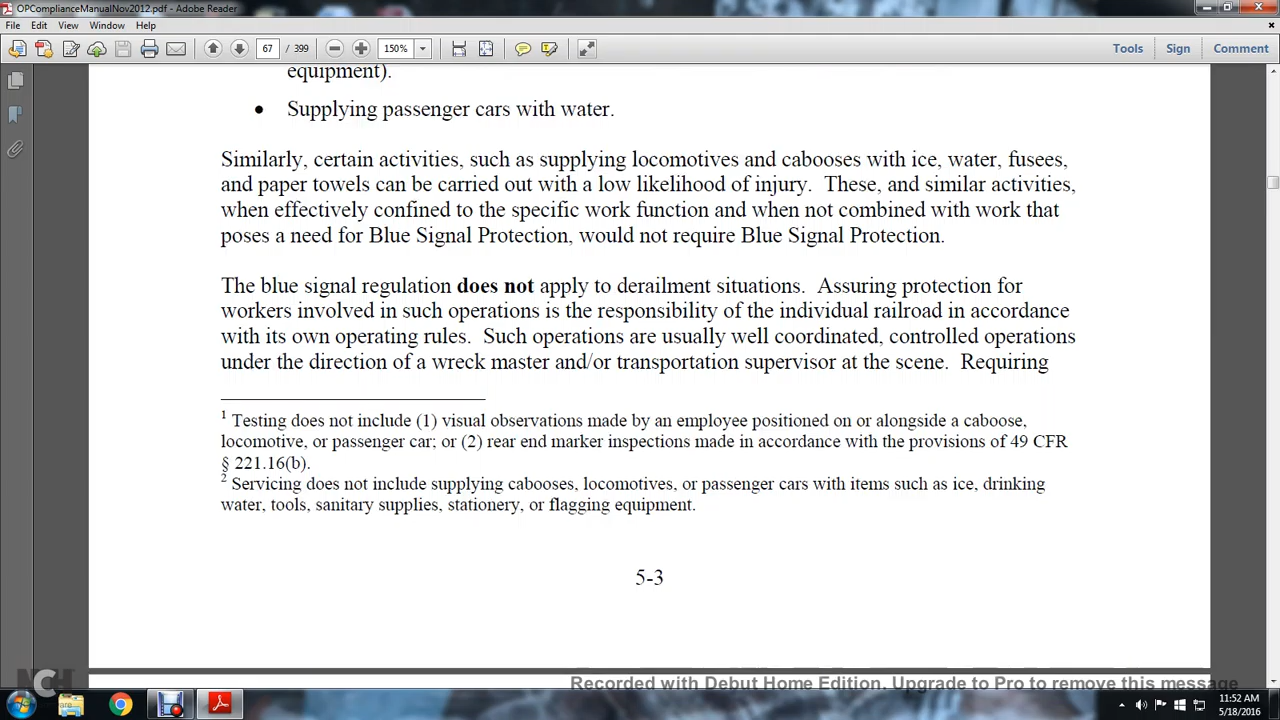 OPComplianceManualNov2012.pdf - Adobe Reader
File Edit View Window Help
67 / 399 150% Tools Sign Comment
equipment).
• Supplying passenger cars with water.
Similarly, certain activities, such as supplying locomotives and cabooses with ice, water, fusees,
and paper towels can be carried out with a low likelihood of injury. These, and similar activities,
when effectively confined to the specific work function and when not combined with work that
poses a need for Blue Signal Protection, would not require Blue Signal Protection.
The blue signal regulation does not apply to derailment situations. Assuring protection for
workers involved in such operations is the responsibility of the individual railroad in accordance
with its own operating rules. Such operations are usually well coordinated, controlled operations
under the direction of a wreck master and/or transportation supervisor at the scene. Requiring
1 Testing does not include (1) visual observations made by an employee positioned on or alongside a caboose,
locomotive, or passenger car; or (2) rear end marker inspections made in accordance with the provisions of 49 CFR
§ 221.16(b).
2 Servicing does not include supplying cabooses, locomotives, or passenger cars with items such as ice, drinking
water, tools, sanitary supplies, stationery, or flagging equipment.
5-3
Recorded with Debut Home Edition. Upgrade to Pro to remove this message
11:52 AM
5/18/2016